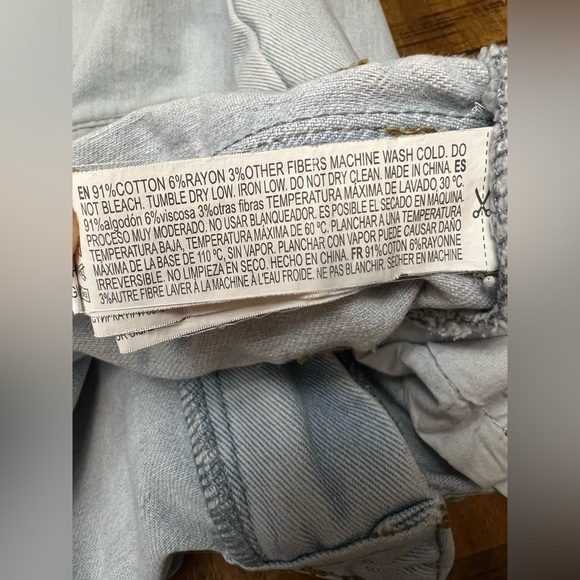 EN 91%COTTON 6%RAYON 3%OTHER FIBERS MACHINE WASH COLD. DO
NOT BLEACH. TUMBLE DRY LOW. IRON LOW. DO NOT DRY CLEAN. MADE IN CHINA. ES
91%algodón 6%viscosa 3%otras fibras TEMPERATURA MÁXIMA DE LAVADO 30 ºC.
PROCESO MUY MODERADO. NO USAR BLANQUEADOR. ES POSIBLE EL SECADO EN MÁQUINA
TEMPERATURA BAJA, TEMPERATURA MÁXIMA DE 60 ºC. PLANCHAR A UNA TEMPERATURA
MÁXIMA DE LA BASE DE 110 ºC, SIN VAPOR. PLANCHAR CON VAPOR PUEDE CAUSAR DAÑO
IRREVERSIBLE. NO LIMPIEZA EN SECO. HECHO EN CHINA. FR 91%COTON 6%RAYONNE
3%AUTRE FIBRE LAVER À LA MACHINE À L'EAU FROIDE. NE PAS BLANCHIR. SÉCHER EN MACHINE